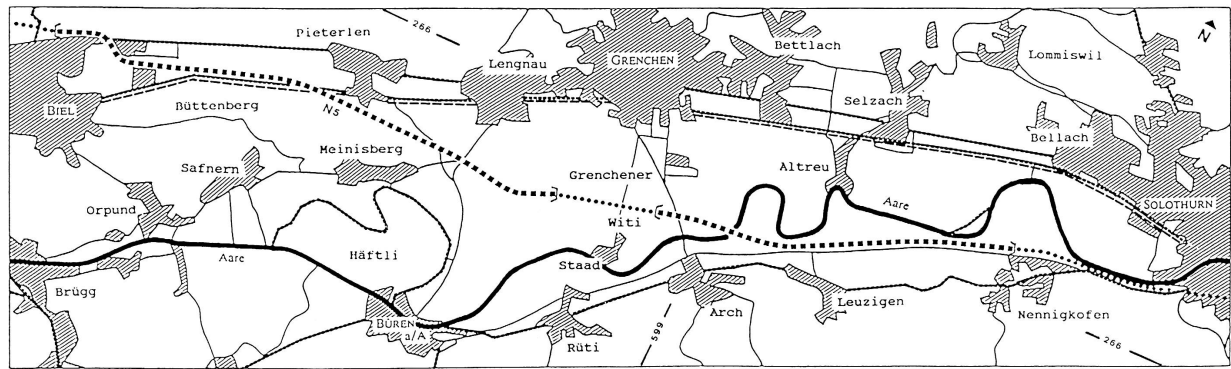 266
N
Pieterlen
Bettlach
Lommiswil
Lengnau
GRENCHEN
Selzach
BIEL
Büttenberg
N5
Bellach
Safnern
Meinisberg
Grenchener
Altreu
Aare
SOLOTHURN
Orpund
Witi
Aare
Häftli
Staad
Brügg
BÜREN
a/A
Rüti
599
Arch
Leuzigen
Nennigkofen
266